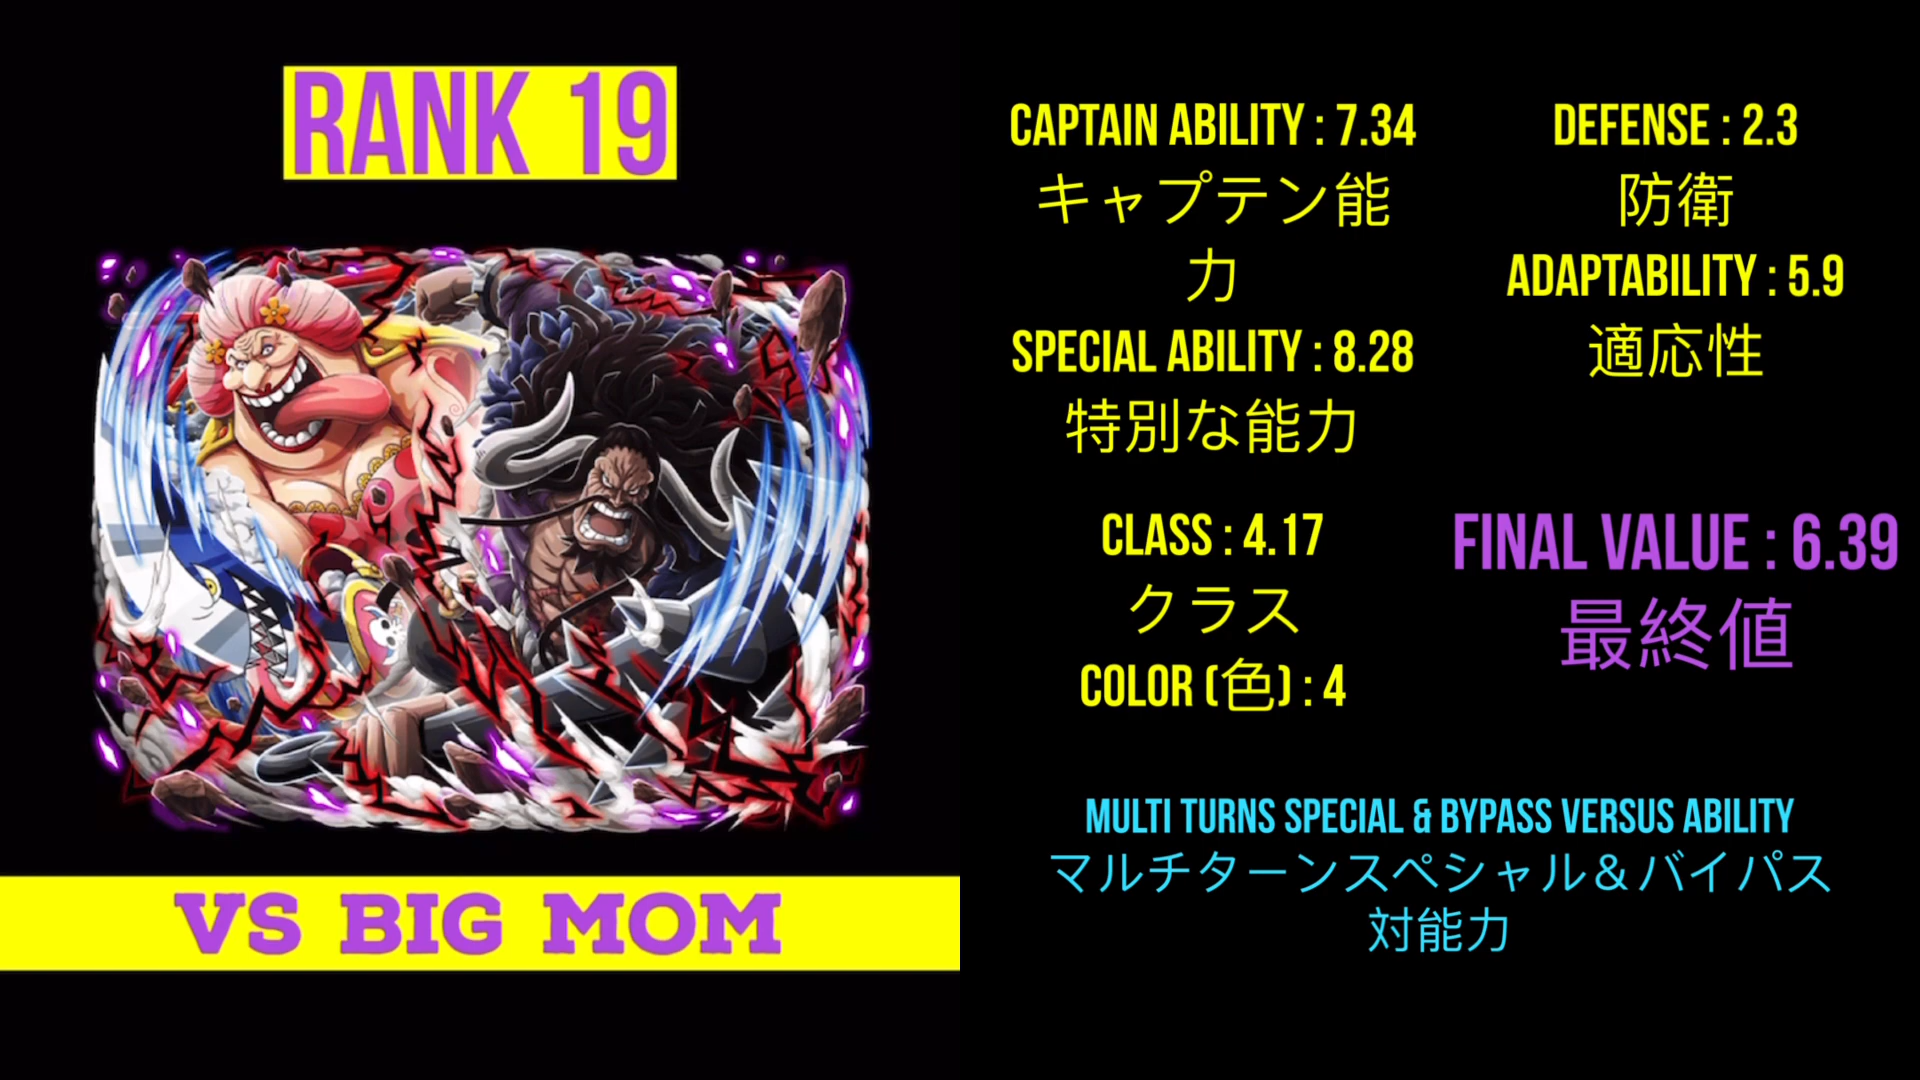 RANK 19
VS BIG MOM
CAPTAIN ABILITY : 7.34
キャプテン能
力
SPECIAL ABILITY : 8.28
特別な能力
CLASS : 4.17
クラス
COLOR (色) : 4
DEFENSE : 2.3
防衛
ADAPTABILITY : 5.9
適応性
FINAL VALUE : 6.39
最終値
MULTI TURNS SPECIAL & BYPASS VERSUS ABILITY
マルチターンスペシャル＆バイパス
対能力